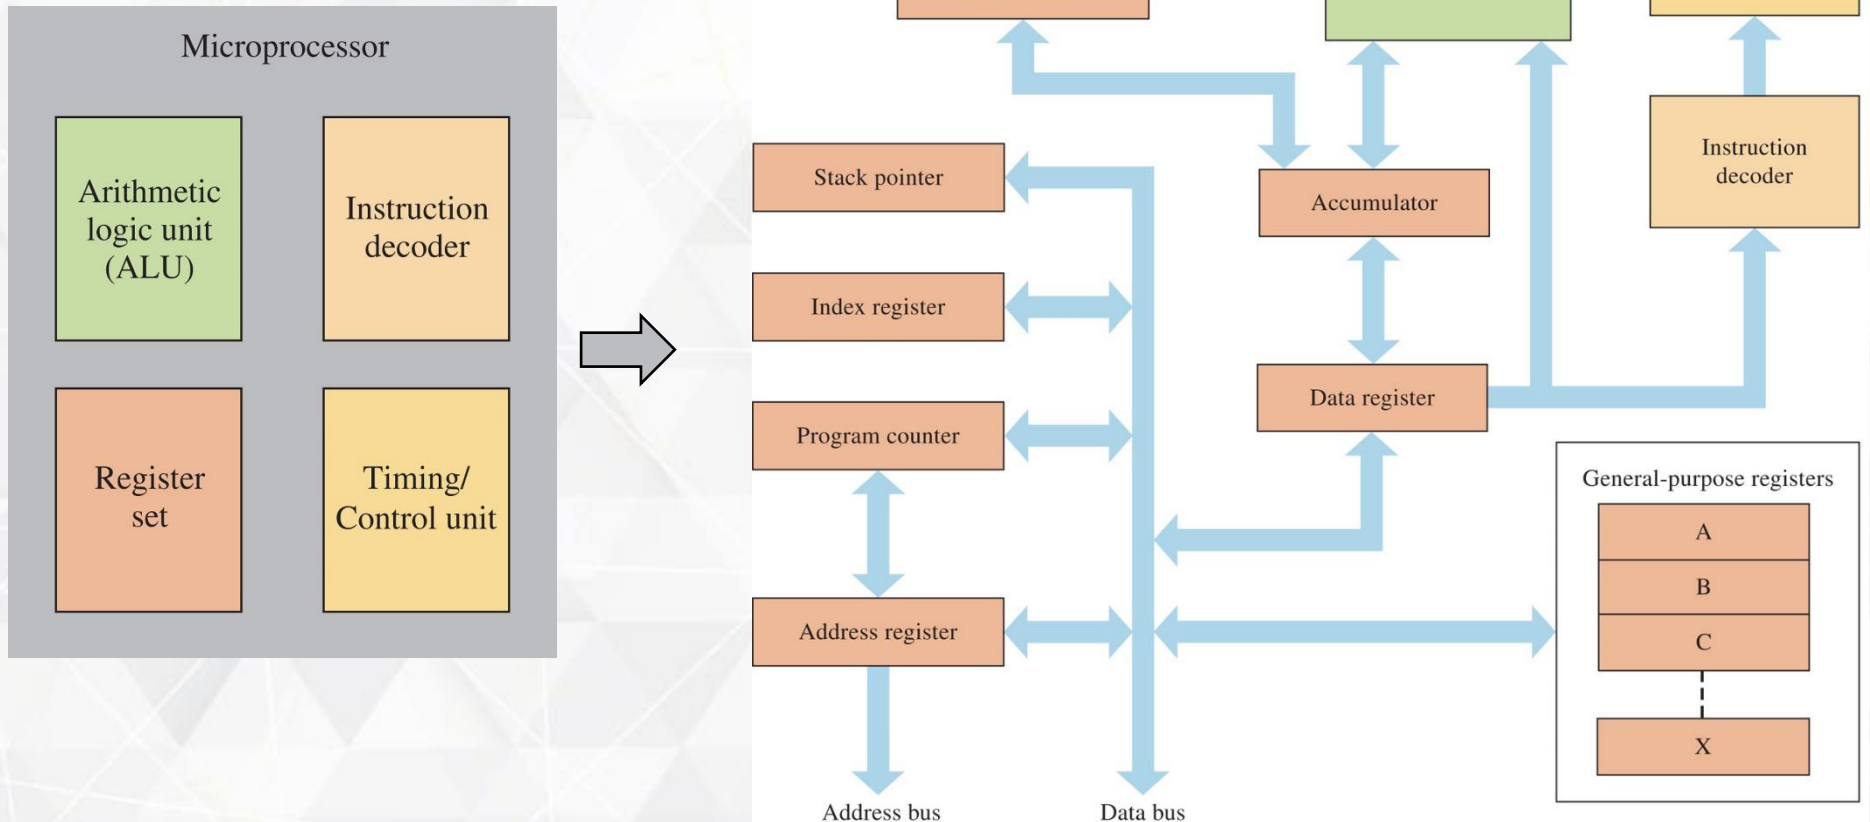 Microprocessor
Arithmetic
logic unit
(ALU)
Instruction
decoder
Register
set
Timing/
Control unit
Stack pointer
Index register
Program counter
Address register
Address bus
Data bus
Accumulator
Data register
Instruction
decoder
General-purpose registers
A
B
C
X